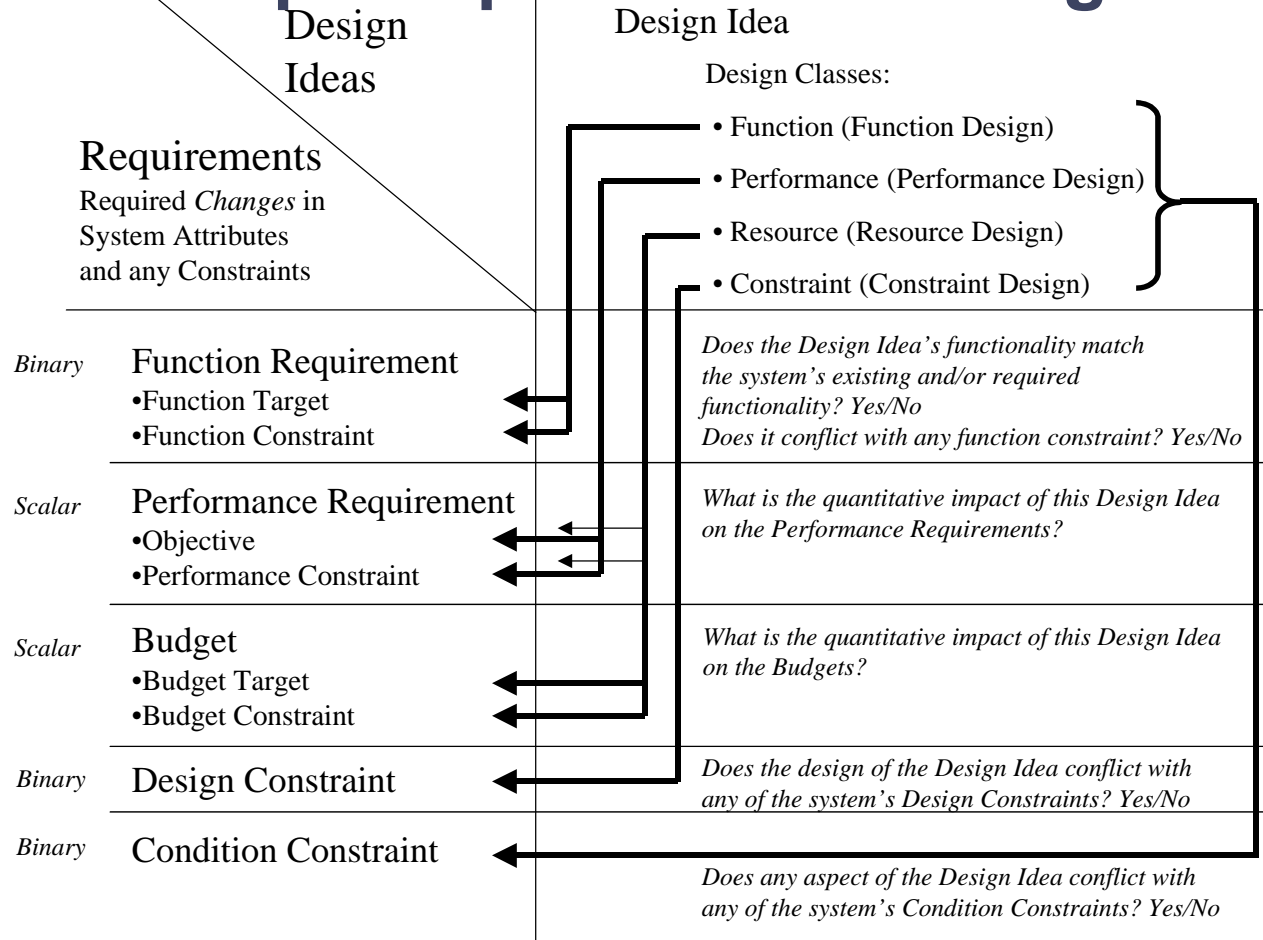 Design
Ideas
Requirements
Required Changes in
System Attributes
and any Constraints
Design Idea
Design Classes:
• Function (Function Design)
• Performance (Performance Design)
• Resource (Resource Design)
• Constraint (Constraint Design)
Binary
Function Requirement
•Function Target
•Function Constraint
Does the Design Idea’s functionality match
the system’s existing and/or required
functionality? Yes/No
Does it conflict with any function constraint? Yes/No
Scalar
Performance Requirement
•Objective
•Performance Constraint
What is the quantitative impact of this Design Idea
on the Performance Requirements?
Scalar
Budget
•Budget Target
•Budget Constraint
What is the quantitative impact of this Design Idea
on the Budgets?
Binary
Design Constraint
Does the design of the Design Idea conflict with
any of the system’s Design Constraints? Yes/No
Binary
Condition Constraint
Does any aspect of the Design Idea conflict with
any of the system’s Condition Constraints? Yes/No